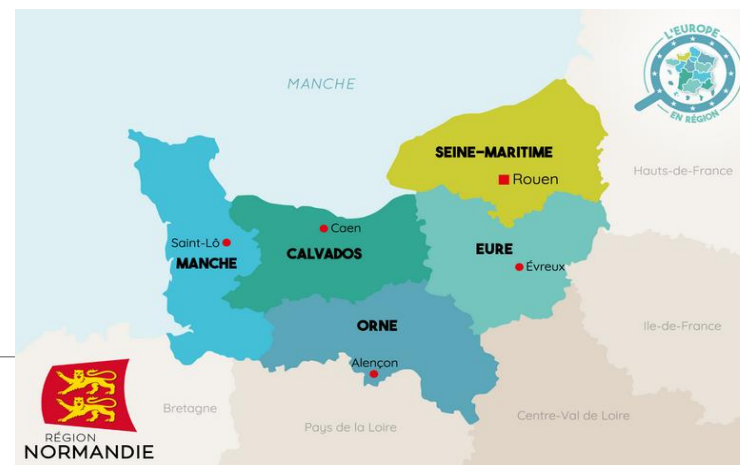 L'EUROPE
EN RÉGION
MANCHE
SEINE-MARITIME
Rouen
Hauts-de-France
Caen
Saint-Lô
MANCHE
CALVADOS
EURE
Évreux
ORNE
Ile-de-France
Alençon
Bretagne
Pays de la Loire
Centre-Val de Loire
RÉGION
NORMANDIE